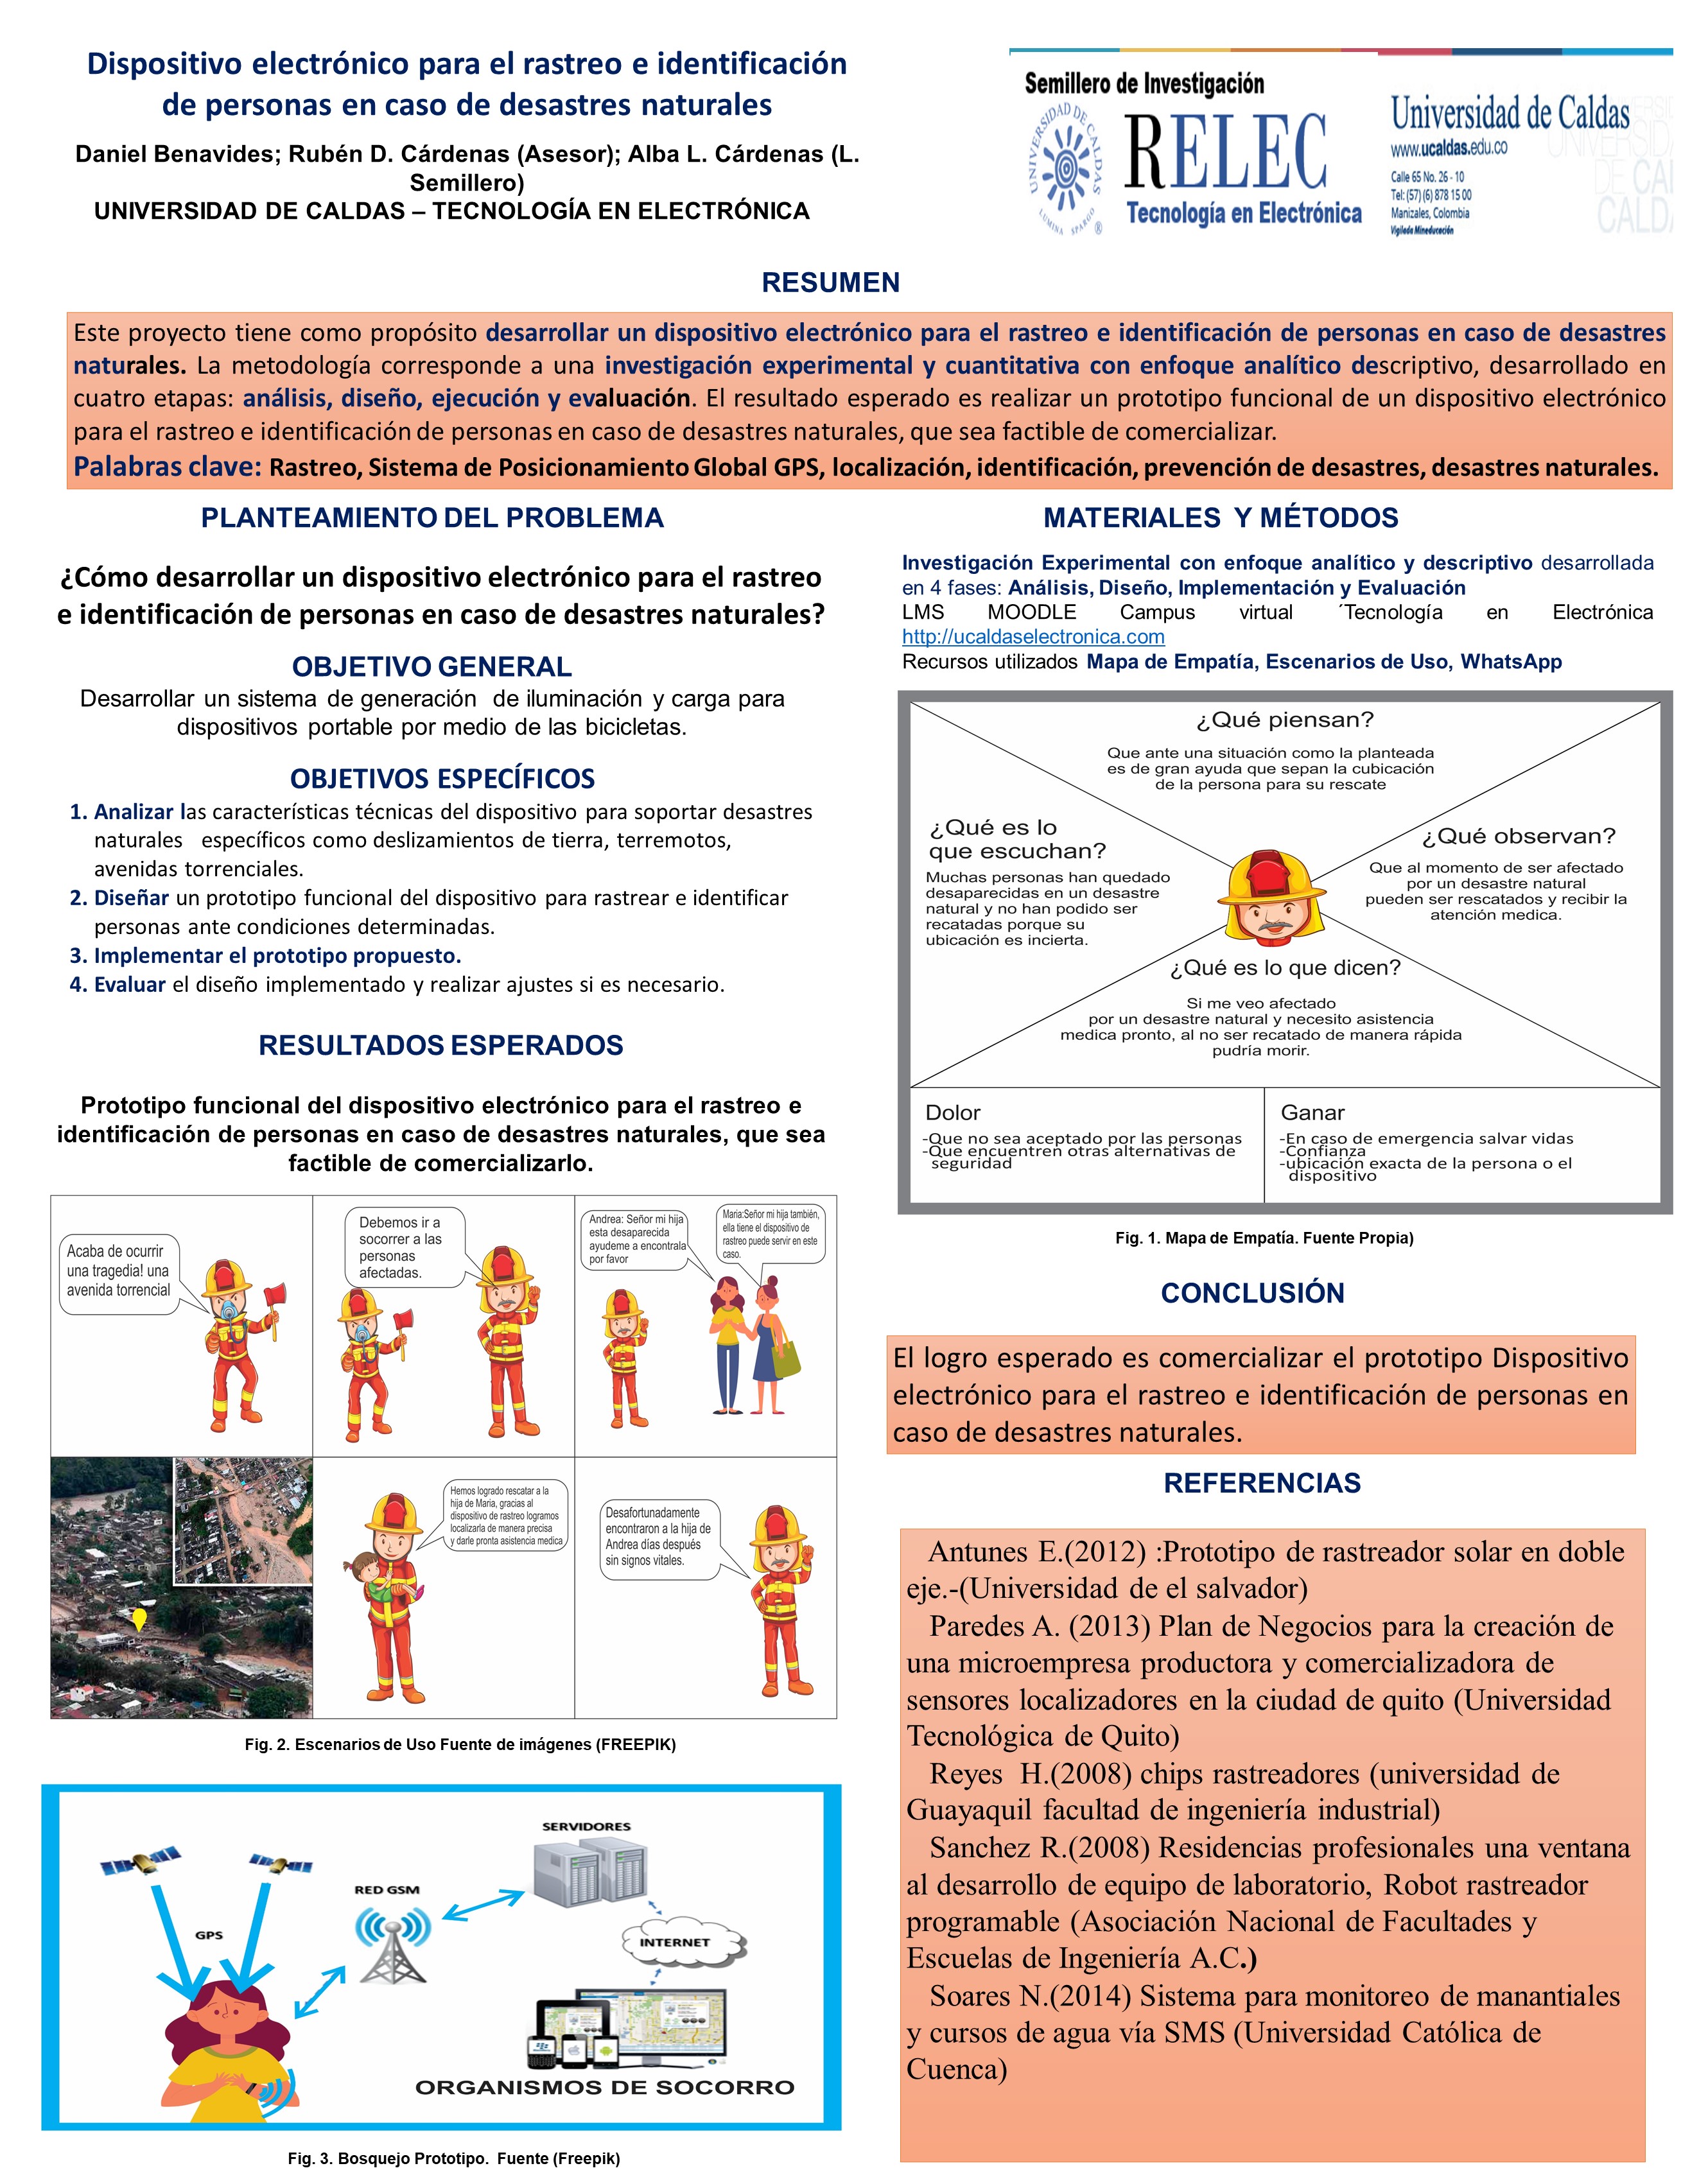 Dispositivo electrónico para el rastreo e identificación
de personas en caso de desastres naturales
Daniel Benavides; Rubén D. Cárdenas (Asesor); Alba L. Cárdenas (L.
Semillero)
UNIVERSIDAD DE CALDAS – TECNOLOGÍA EN ELECTRÓNICA
Semillero de Investigación
UNIVERSIDAD DE CALDAS
LUMINA SPARGO
®
RELEC
Tecnología en Electrónica
Universidad de Caldas
www.ucaldas.edu.co
Calle 65 No. 26 - 10
Tel: (57) (6) 878 15 00
Manizales, Colombia
Vigilada Mineducación
RESUMEN
Este proyecto tiene como propósito desarrollar un dispositivo electrónico para el rastreo e identificación de personas en caso de desastres
naturales. La metodología corresponde a una investigación experimental y cuantitativa con enfoque analítico descriptivo, desarrollado en
cuatro etapas: análisis, diseño, ejecución y evaluación. El resultado esperado es realizar un prototipo funcional de un dispositivo electrónico
para el rastreo e identificación de personas en caso de desastres naturales, que sea factible de comercializar.
Palabras clave: Rastreo, Sistema de Posicionamiento Global GPS, localización, identificación, prevención de desastres, desastres naturales.
PLANTEAMIENTO DEL PROBLEMA
¿Cómo desarrollar un dispositivo electrónico para el rastreo
e identificación de personas en caso de desastres naturales?
OBJETIVO GENERAL
Desarrollar un sistema de generación de iluminación y carga para
dispositivos portable por medio de las bicicletas.
OBJETIVOS ESPECÍFICOS
1. Analizar las características técnicas del dispositivo para soportar desastres
naturales específicos como deslizamientos de tierra, terremotos,
avenidas torrenciales.
2. Diseñar un prototipo funcional del dispositivo para rastrear e identificar
personas ante condiciones determinadas.
3. Implementar el prototipo propuesto.
4. Evaluar el diseño implementado y realizar ajustes si es necesario.
RESULTADOS ESPERADOS
Prototipo funcional del dispositivo electrónico para el rastreo e
identificación de personas en caso de desastres naturales, que sea
factible de comercializarlo.
Acaba de ocurrir
una tragedia! una
avenida torrencial
Debemos ir a
socorrer a las
personas
afectadas.
Andrea: Señor mi hija
esta desaparecida
ayudeme a encontrala
por favor
Maria:Señor mi hija también,
ella tiene el dispositivo de
rastreo puede servir en este
caso.
Hemos logrado rescatar a la
hija de Maria, gracias al
dispositivo de rastreo logramos
localizarla de manera precisa
y darle pronta asistencia medica
Desafortunadamente
encontraron a la hija de
Andrea días después
sin signos vitales.
Fig. 2. Escenarios de Uso Fuente de imágenes (FREEPIK)
SERVIDORES
RED GSM
GPS
INTERNET
ORGANISMOS DE SOCORRO
Fig. 3. Bosquejo Prototipo. Fuente (Freepik)
MATERIALES Y MÉTODOS
Investigación Experimental con enfoque analítico y descriptivo desarrollada
en 4 fases: Análisis, Diseño, Implementación y Evaluación
LMS MOODLE Campus virtual ´Tecnología en Electrónica
http://ucaldaselectronica.com
Recursos utilizados Mapa de Empatía, Escenarios de Uso, WhatsApp
¿Qué piensan?
Que ante una situación como la planteada
es de gran ayuda que sepan la cubicación
de la persona para su rescate
¿Qué es lo
que escuchan?
Muchas personas han quedado
desaparecidas en un desastre
natural y no han podido ser
recatadas porque su
ubicación es incierta.
¿Qué observan?
Que al momento de ser afectado
por un desastre natural
pueden ser rescatados y recibir la
atención medica.
¿Qué es lo que dicen?
Si me veo afectado
por un desastre natural y necesito asistencia
medica pronto, al no ser recatado de manera rápida
pudría morir.
Dolor
-Que no sea aceptado por las personas
-Que encuentren otras alternativas de
seguridad
Ganar
-En caso de emergencia salvar vidas
-Confianza
-ubicación exacta de la persona o el
dispositivo
Fig. 1. Mapa de Empatía. Fuente Propia)
CONCLUSIÓN
El logro esperado es comercializar el prototipo Dispositivo
electrónico para el rastreo e identificación de personas en
caso de desastres naturales.
REFERENCIAS
Antunes E.(2012) :Prototipo de rastreador solar en doble
eje.-(Universidad de el salvador)
Paredes A. (2013) Plan de Negocios para la creación de
una microempresa productora y comercializadora de
sensores localizadores en la ciudad de quito (Universidad
Tecnológica de Quito)
Reyes H.(2008) chips rastreadores (universidad de
Guayaquil facultad de ingeniería industrial)
Sanchez R.(2008) Residencias profesionales una ventana
al desarrollo de equipo de laboratorio, Robot rastreador
programable (Asociación Nacional de Facultades y
Escuelas de Ingeniería A.C.)
Soares N.(2014) Sistema para monitoreo de manantiales
y cursos de agua vía SMS (Universidad Católica de
Cuenca)